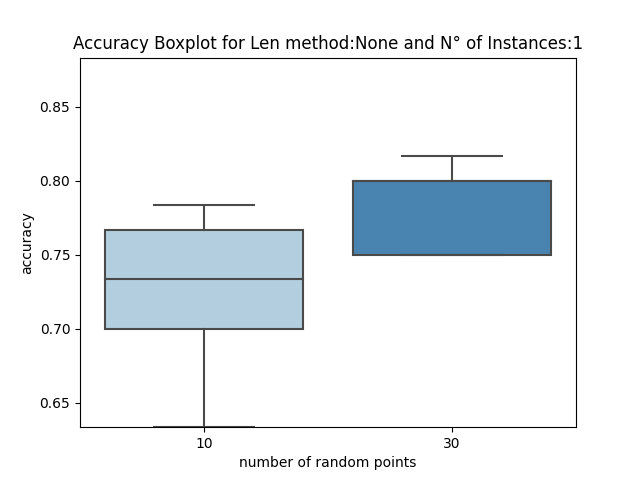 Accuracy Boxplot for Len method:None and N° of Instances:1
accuracy
0.85
0.80
0.75
0.70
0.65
10
30
number of random points